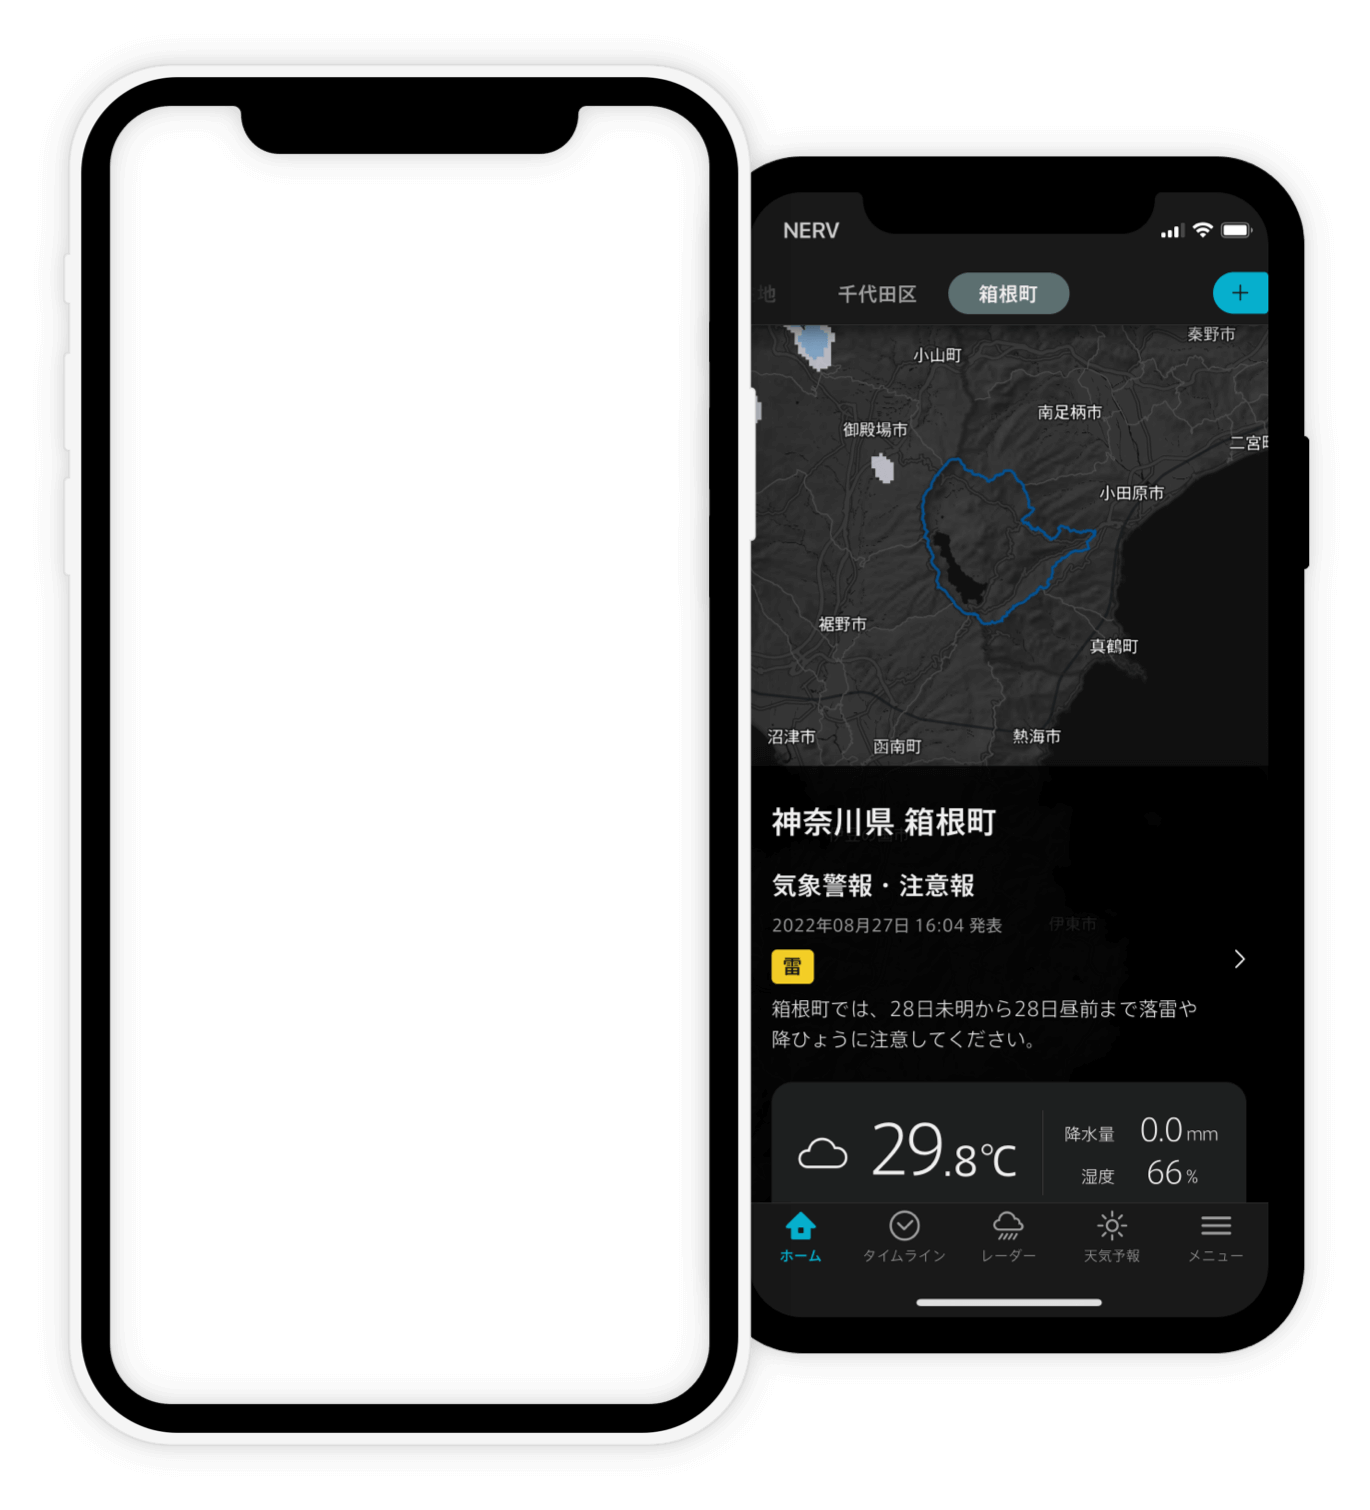 NERV
地 千代田区 箱根町 +
秦野市
小山町
南足柄市
御殿場市
二宮町
小田原市
裾野市
真鶴町
沼津市
函南町
熱海市
神奈川県 箱根町
気象警報・注意報
2022年08月27日 16:04 発表
伊東市
雷
箱根町では、28日未明から28日昼前まで落雷や
降ひょうに注意してください。
29.8℃
降水量 0.0mm
湿度 66%
ホーム タイムライン レーダー 天気予報 メニュー